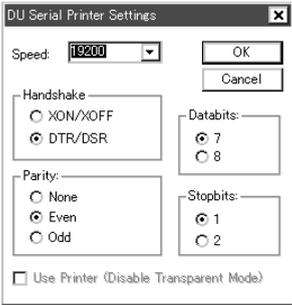 DU Serial Printer Settings
Speed: 19200
OK
Cancel
Handshake
XON/XOFF
DTR/DSR
Databits:
7
8
Parity:
None
Even
Odd
Stopbits:
1
2
Use Printer (Disable Transparent Mode)